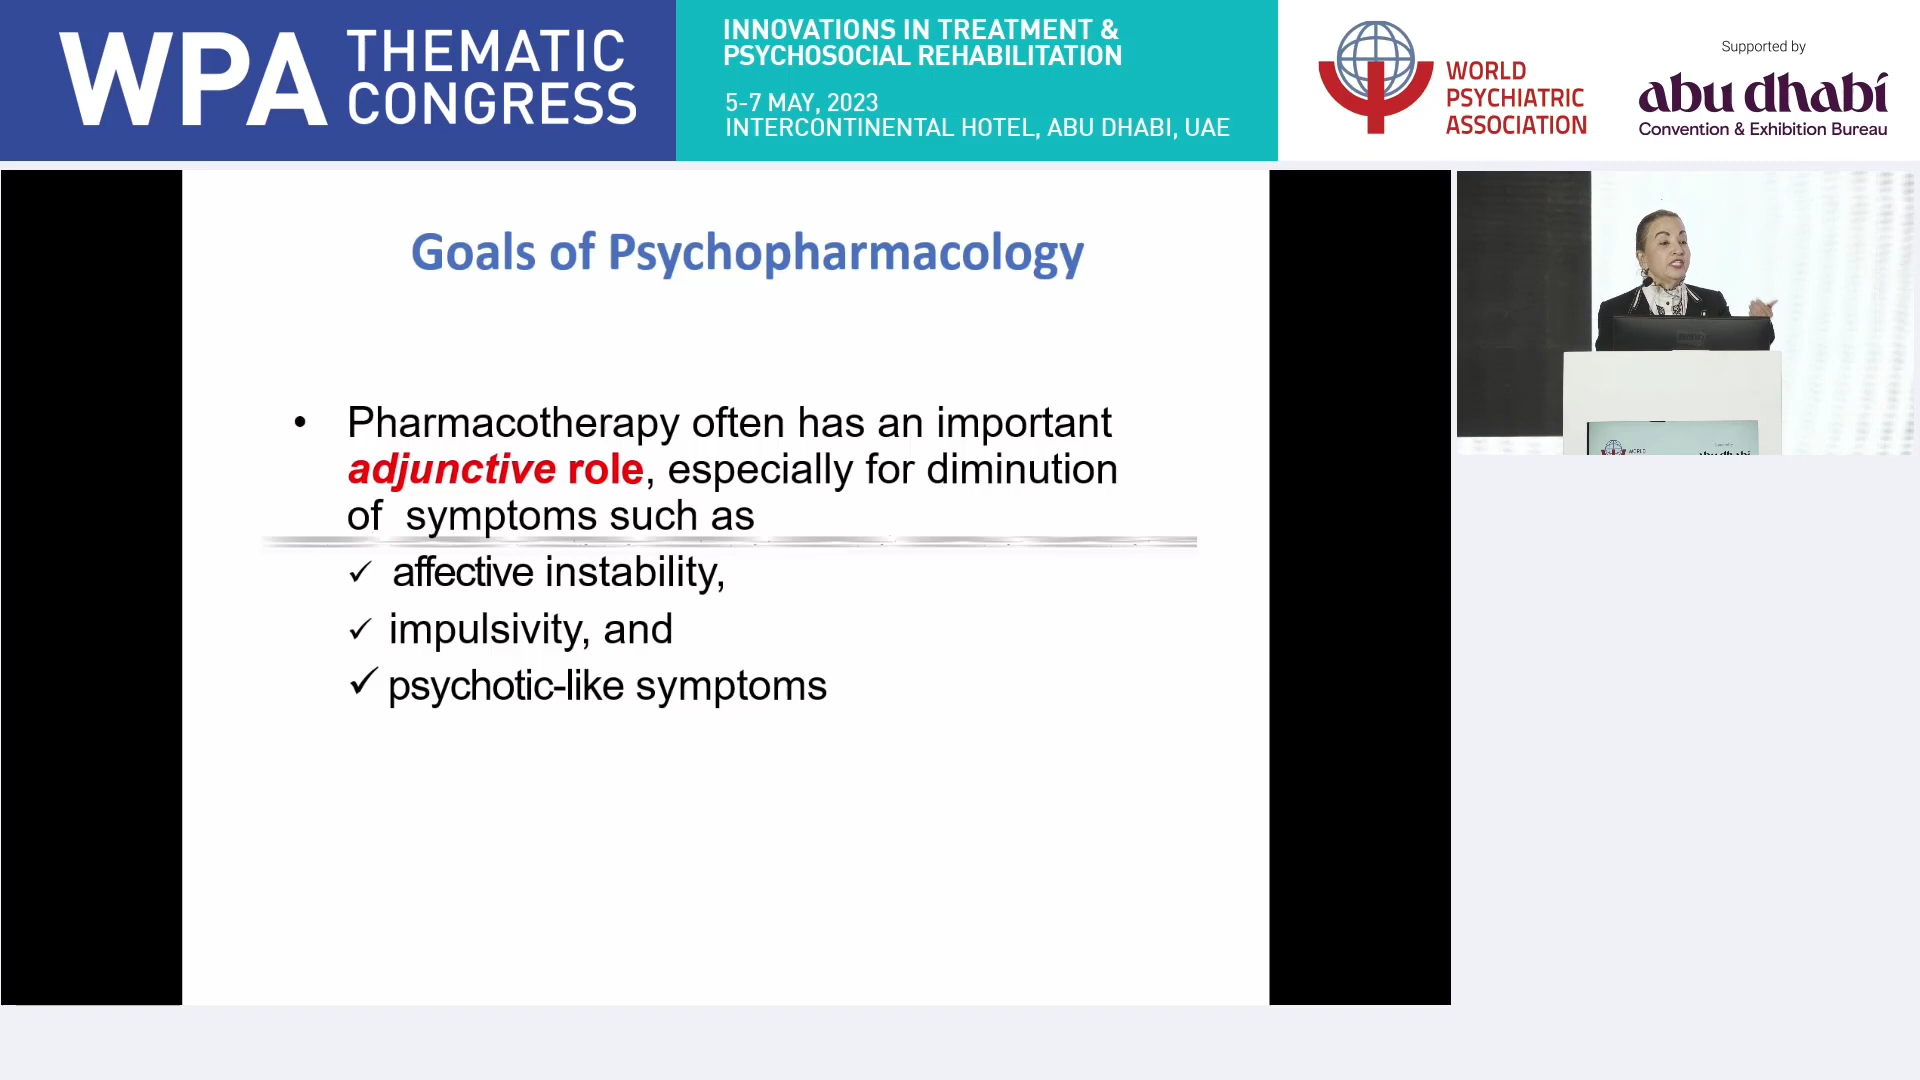 WPA THEMATIC
CONGRESS
INNOVATIONS IN TREATMENT &
PSYCHOSOCIAL REHABILITATION
5-7 MAY, 2023
INTERCONTINENTAL HOTEL, ABU DHABI, UAE
WORLD
PSYCHIATRIC
ASSOCIATION
Supported by
abu dhabi
Convention & Exhibition Bureau
Goals of Psychopharmacology
• Pharmacotherapy often has an important
adjunctive role, especially for diminution
of symptoms such as
✓ affective instability,
✓ impulsivity, and
✓ psychotic-like symptoms
WORLD